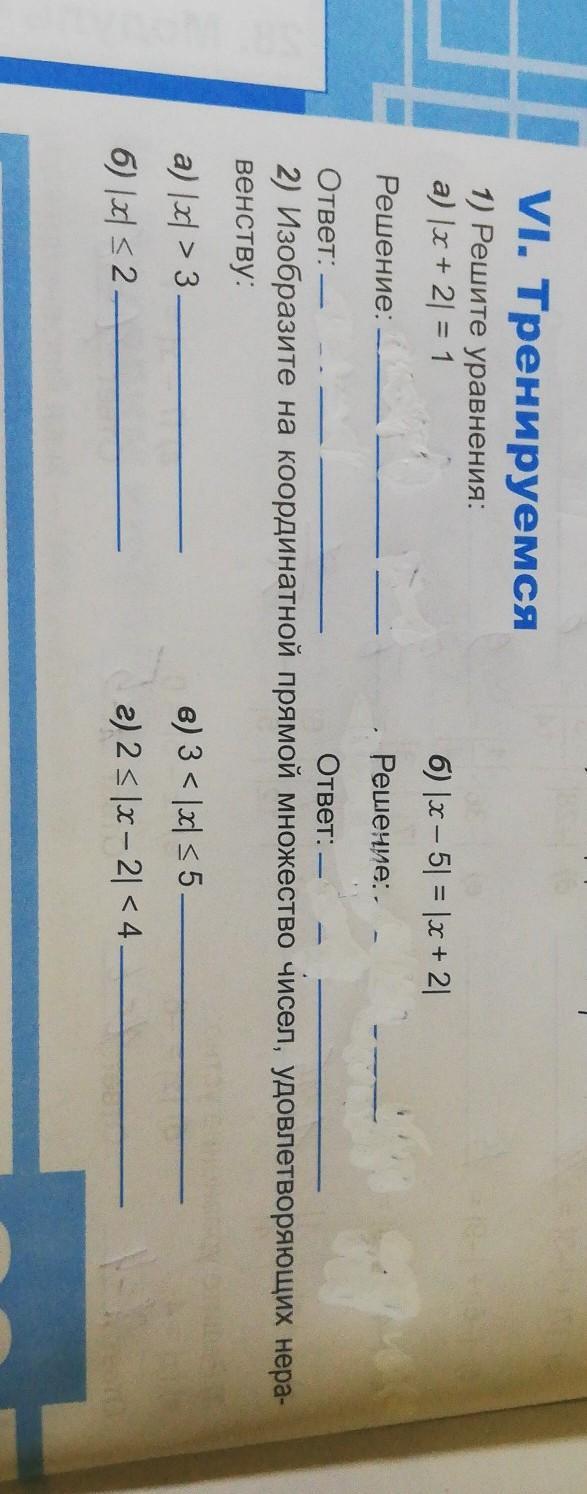 VI. Тренируемся
1) Решите уравнения:
а) |x + 2| = 1
б) |x – 5| = |x + 2|
Решение:
Решение:
Ответ:
Ответ:
2) Изобразите на координатной прямой множество чисел, удовлетворяющих нера-
венству:
а) |x| > 3
в) 3 < |x| ≤ 5
б) |x| ≤ 2
г) 2 ≤ |x – 2| < 4